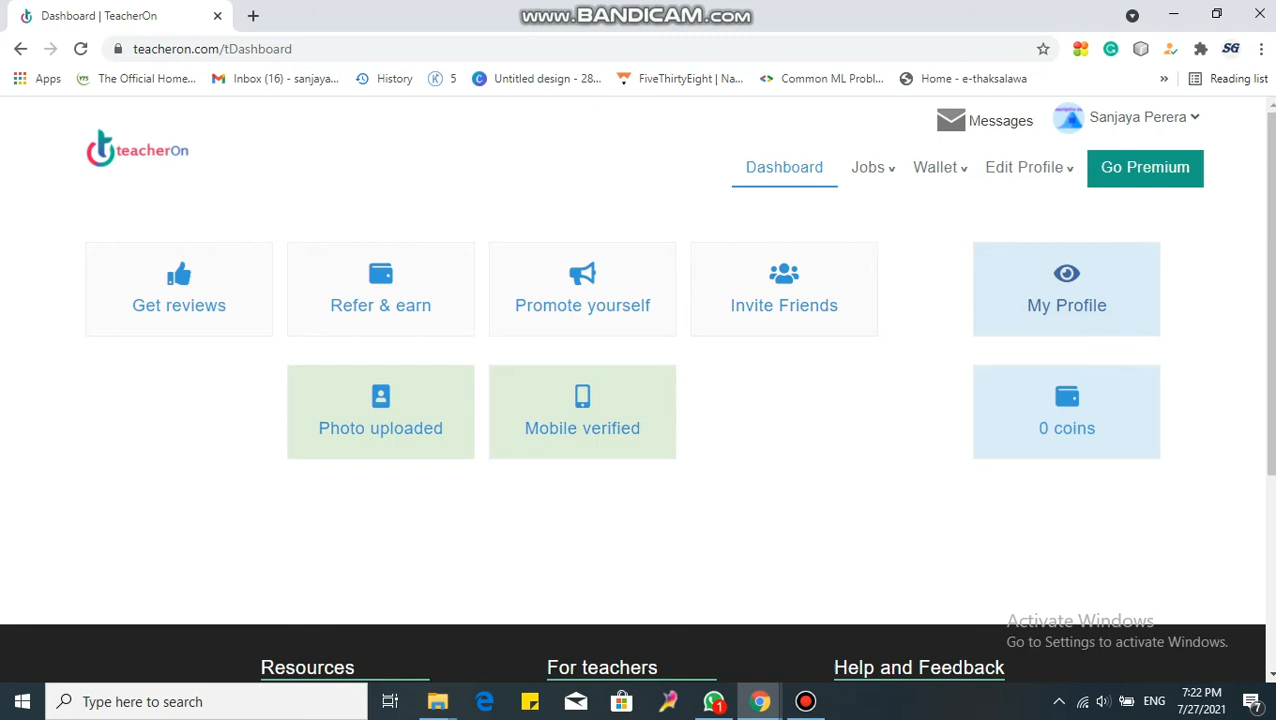 Dashboard | TeacherOn
www.BANDICAM.com
teacheron.com/tDashboard
Apps
The Official Home...
Inbox (16) - sanjaya...
History
5
Untitled design - 28...
FiveThirtyEight | Na...
Common ML Probl...
Home - e-thaksalawa
»
Reading list
Messages
Sanjaya Perera
teacherOn
Dashboard
Jobs
Wallet
Edit Profile
Go Premium
Get reviews
Refer & earn
Promote yourself
Invite Friends
My Profile
Photo uploaded
Mobile verified
0 coins
Activate Windows
Go to Settings to activate Windows.
Resources
For teachers
Help and Feedback
Type here to search
1
ENG
7:22 PM
7/27/2021
7